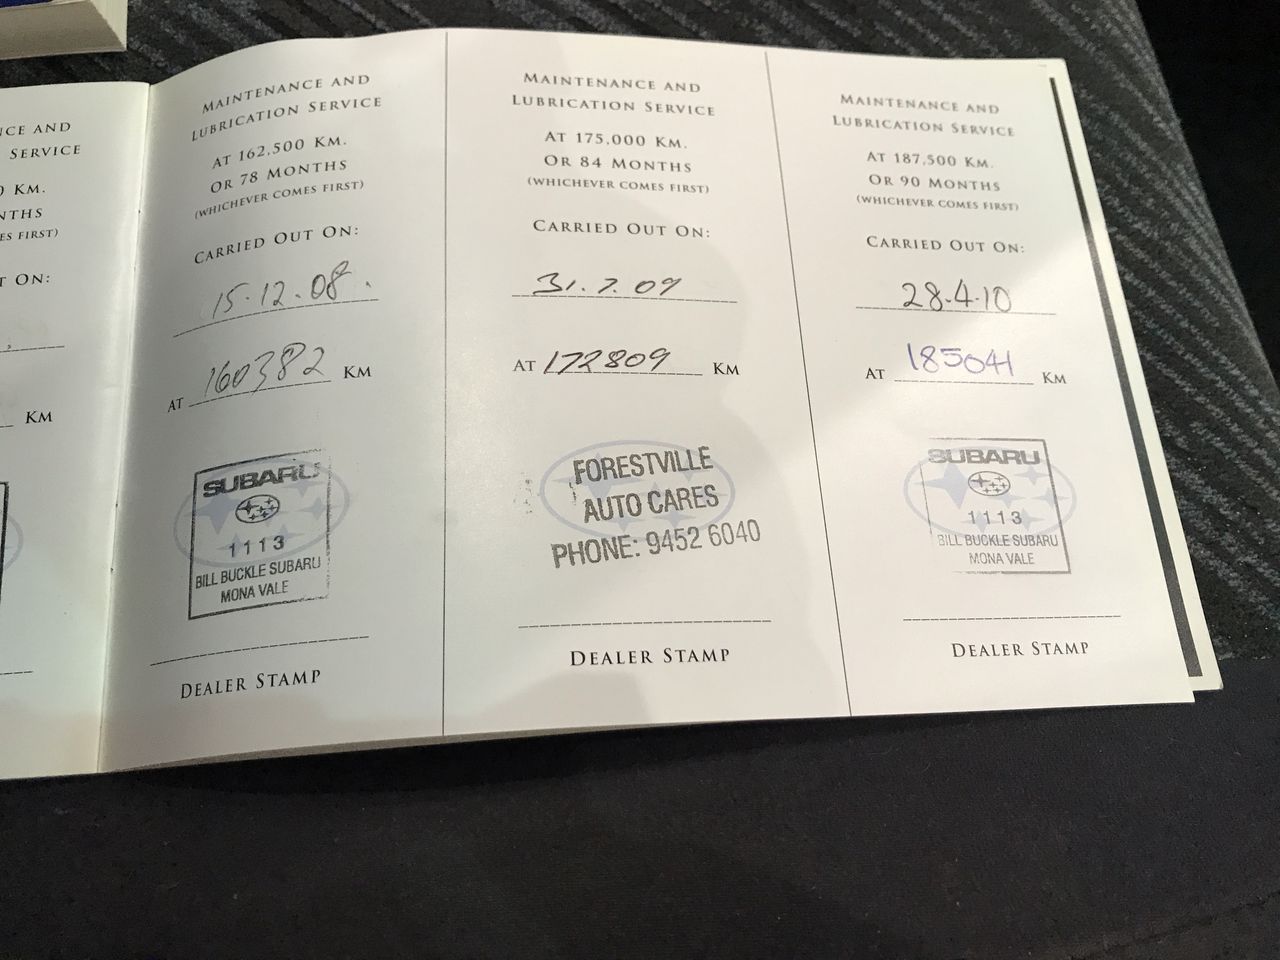 CE AND
SERVICE
KM.
NTHS
ES FIRST)
T ON:
KM
MAINTENANCE AND
LUBRICATION SERVICE
AT 162,500 KM.
OR 78 MONTHS
(WHICHEVER COMES FIRST)
CARRIED OUT ON:
15.12.08.
AT 160382 KM
SUBARU
1113
BILL BUCKLE SUBARU
MONA VALE
DEALER STAMP
MAINTENANCE AND
LUBRICATION SERVICE
AT 175,000 KM.
OR 84 MONTHS
(WHICHEVER COMES FIRST)
CARRIED OUT ON:
31.7.09
AT 172809 KM
FORESTVILLE
AUTO CARES
PHONE: 9452 6040
DEALER STAMP
MAINTENANCE AND
LUBRICATION SERVICE
AT 187,500 KM.
OR 90 MONTHS
(WHICHEVER COMES FIRST)
CARRIED OUT ON:
28.4.10
AT 185041 KM
SUBARU
1113
BILL BUCKLE SUBARU
MONA VALE
DEALER STAMP